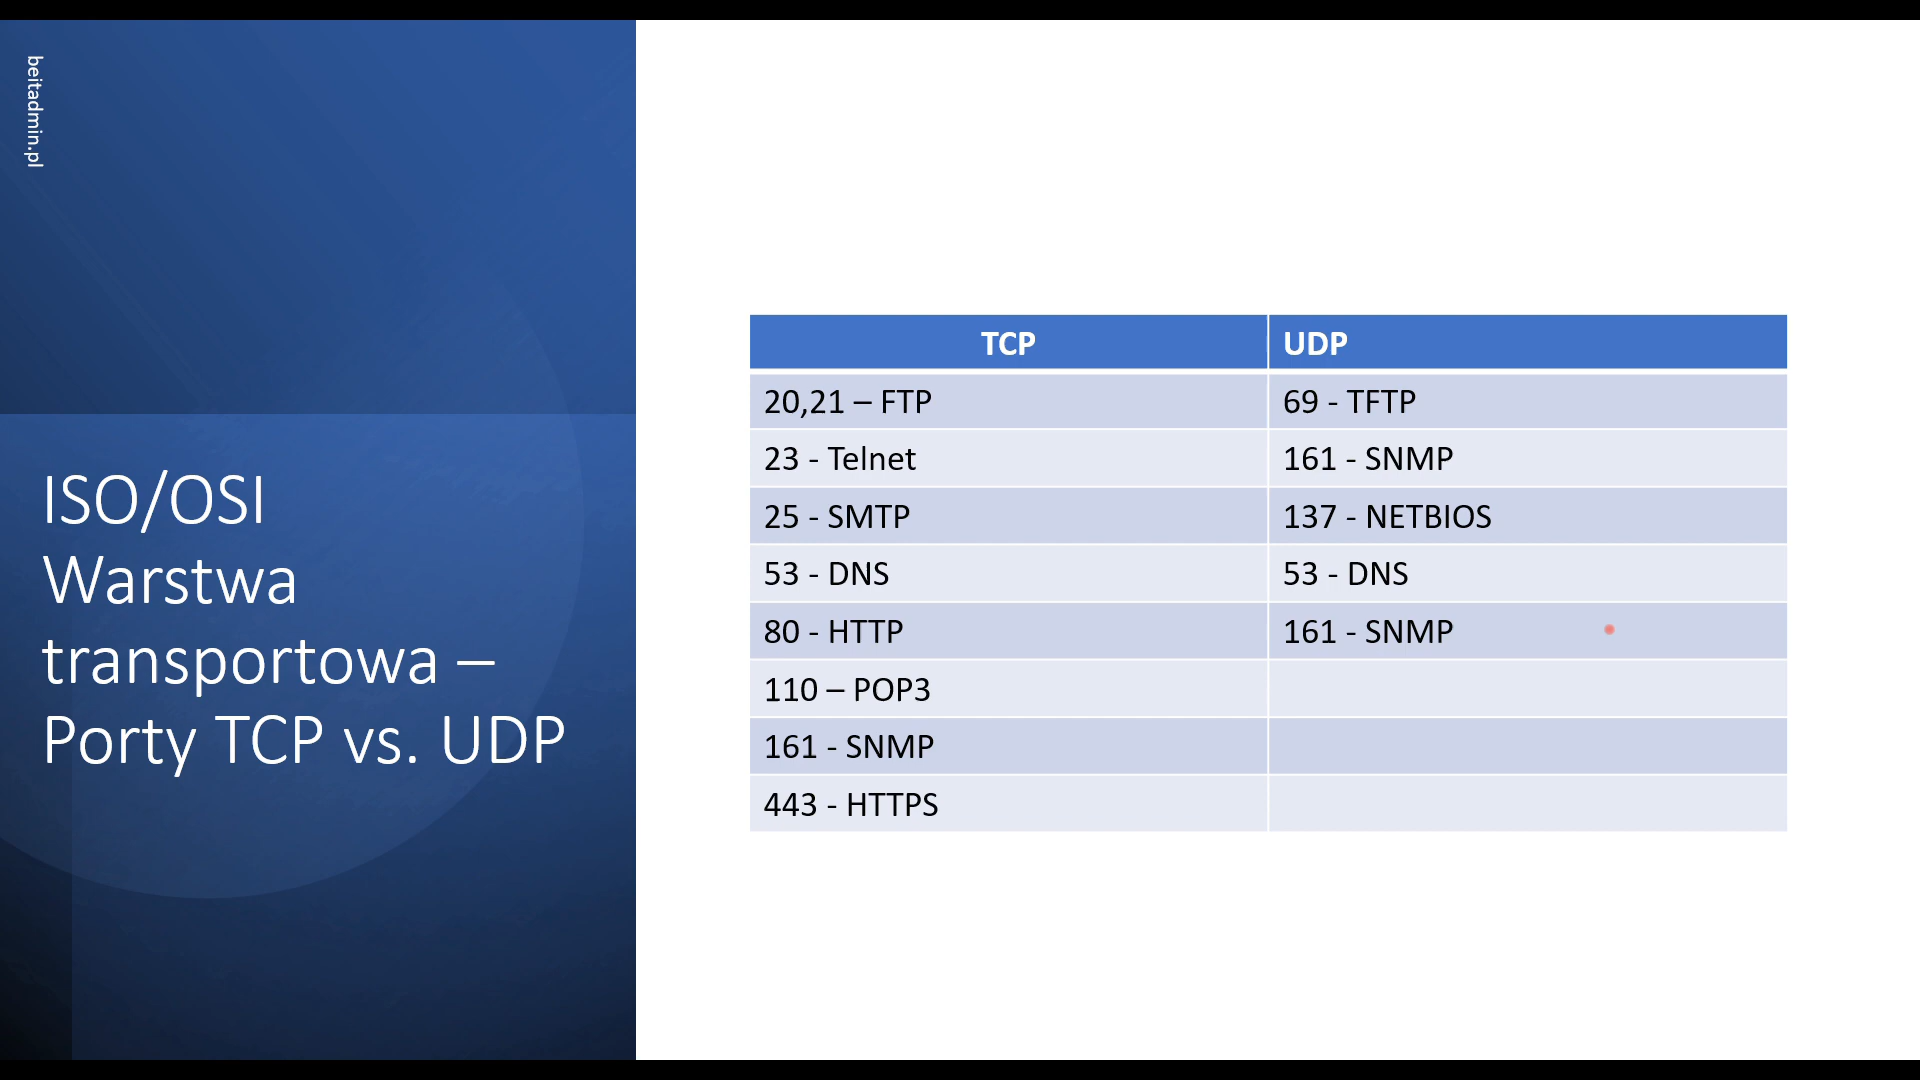 beitadmin.pl
ISO/OSI
Warstwa
transportowa –
Porty TCP vs. UDP
TCP UDP
20,21 – FTP 69 - TFTP
23 - Telnet 161 - SNMP
25 - SMTP 137 - NETBIOS
53 - DNS 53 - DNS
80 - HTTP 161 - SNMP
110 – POP3
161 - SNMP
443 - HTTPS